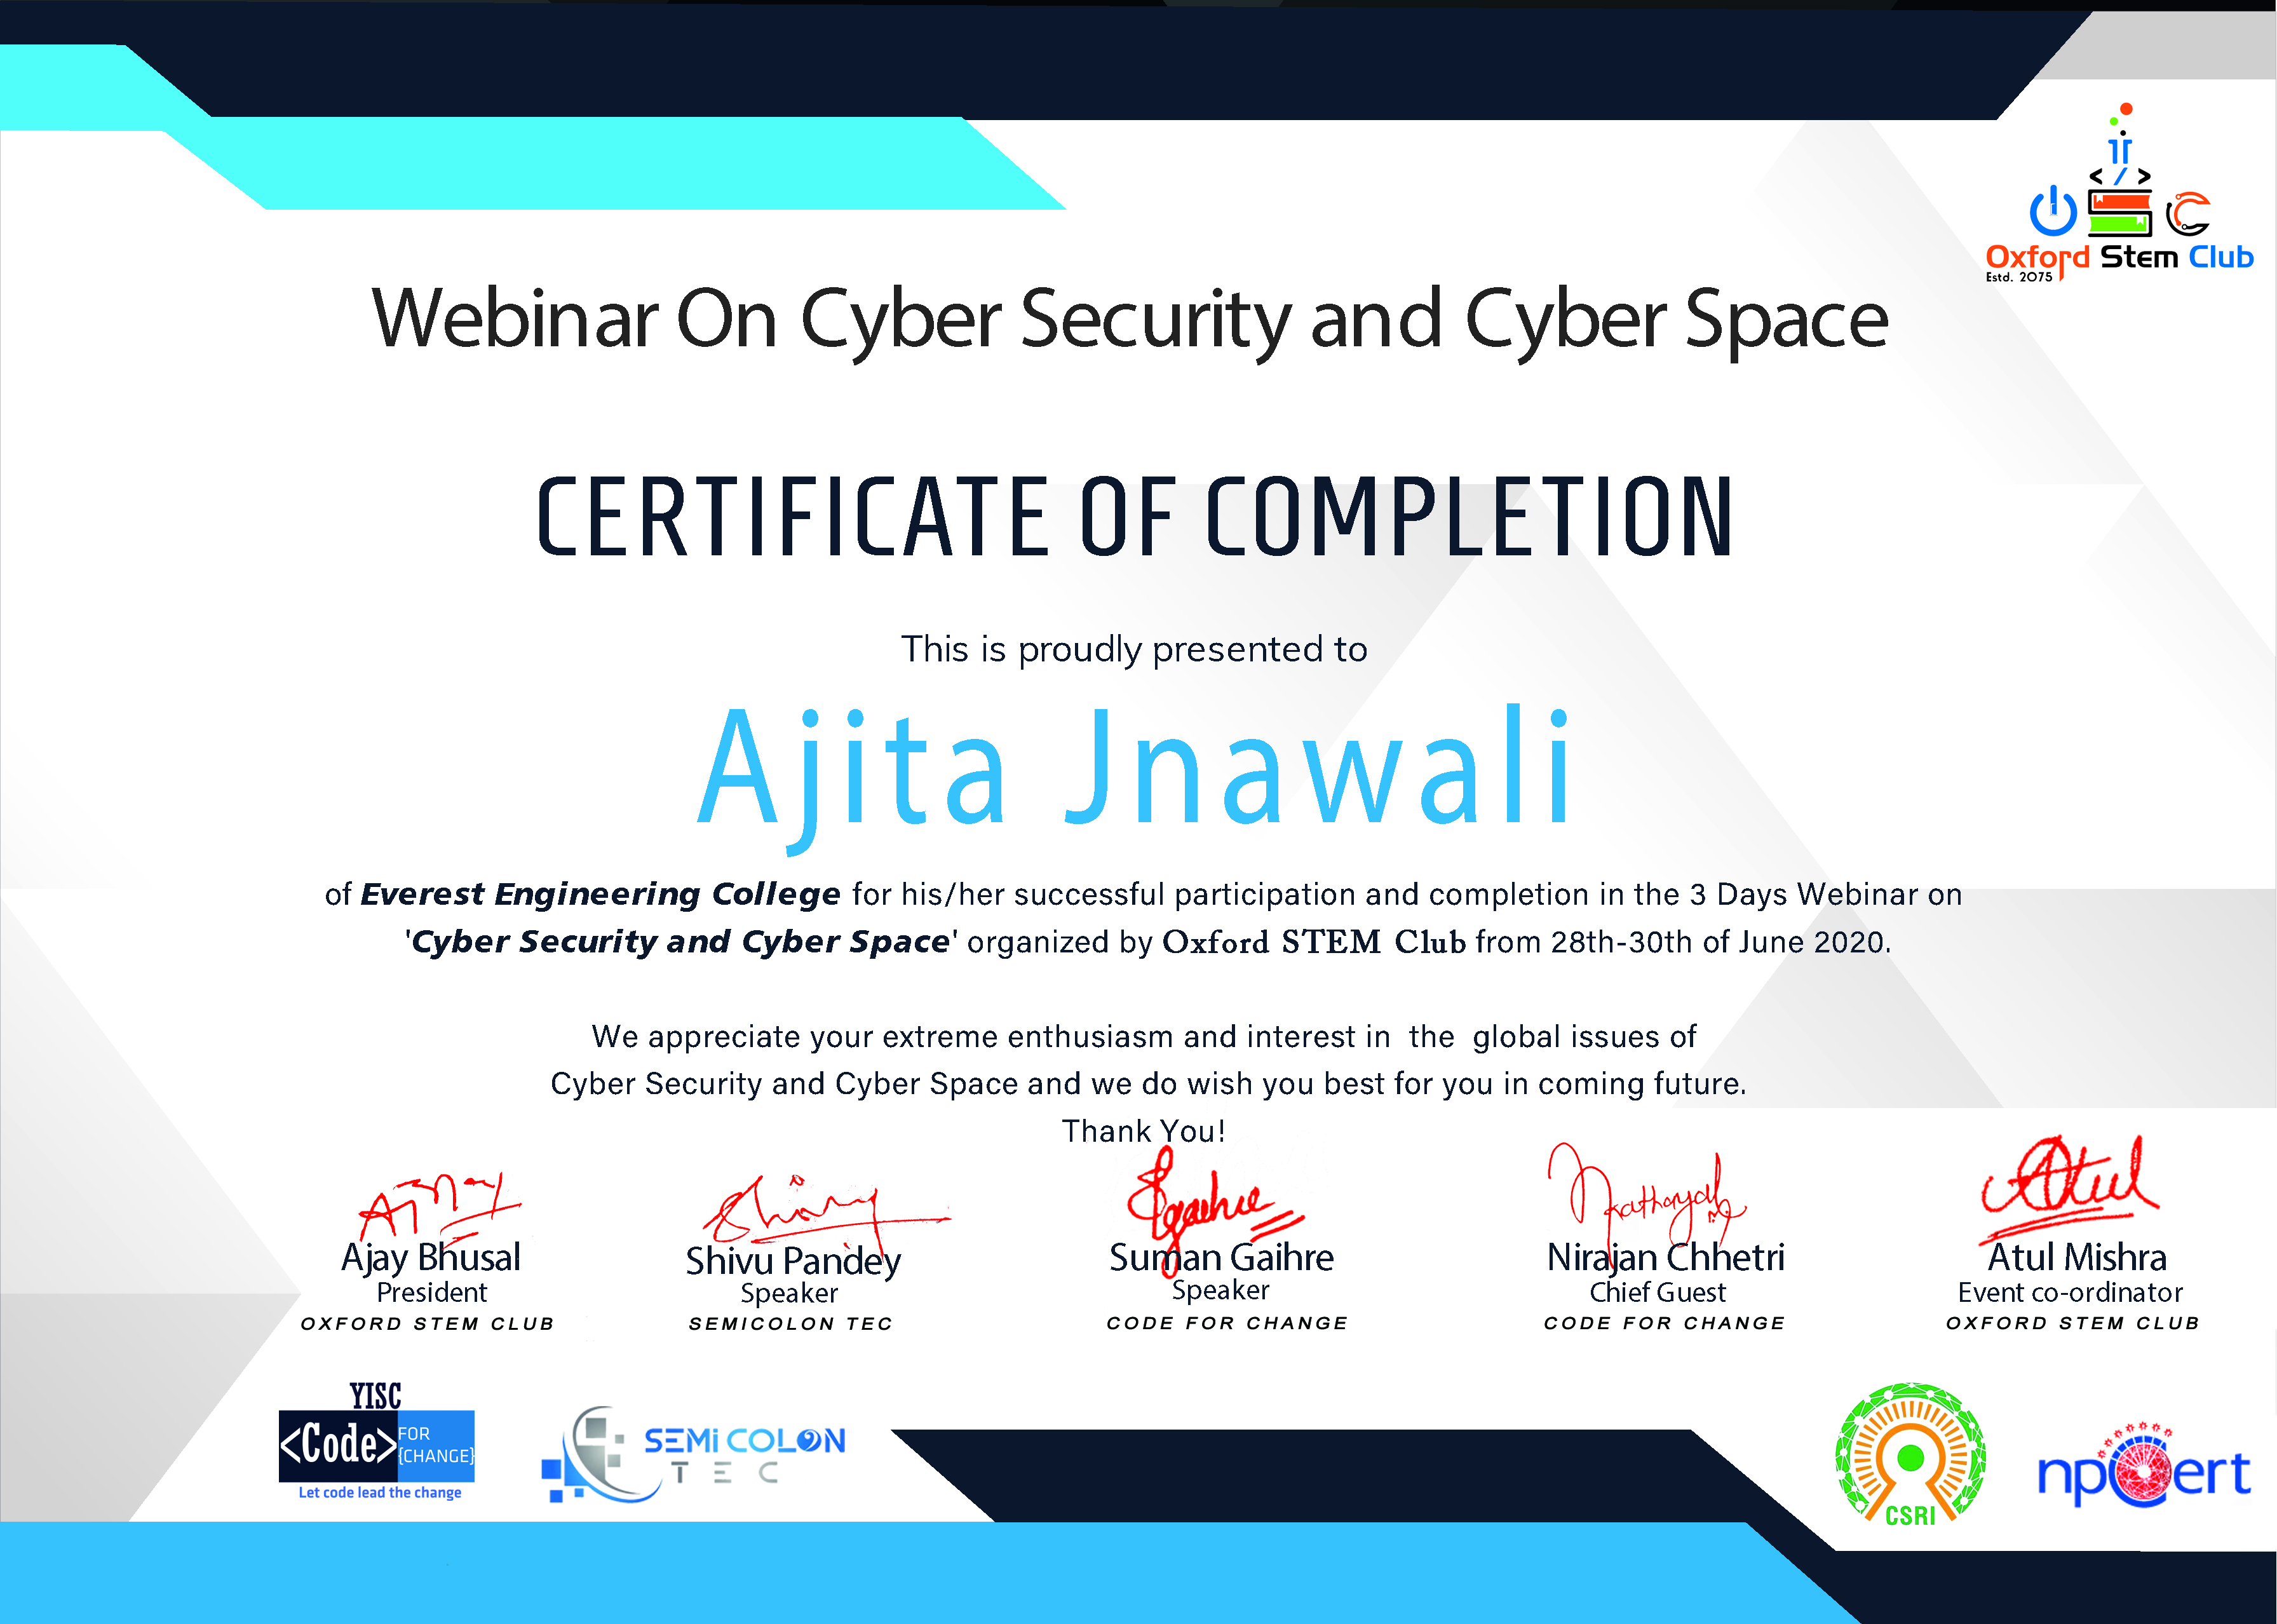 Oxford Stem Club
Estd. 2075
Webinar On Cyber Security and Cyber Space
CERTIFICATE OF COMPLETION
This is proudly presented to
Ajita Jnawali
of Everest Engineering College for his/her successful participation and completion in the 3 Days Webinar on
'Cyber Security and Cyber Space' organized by Oxford STEM Club from 28th-30th of June 2020.
We appreciate your extreme enthusiasm and interest in the global issues of
Cyber Security and Cyber Space and we do wish you best for you in coming future.
Thank You!
Ajay Bhusal
President
OXFORD STEM CLUB
Shivu Pandey
Speaker
SEMICOLON TEC
Suman Gaihre
Speaker
CODE FOR CHANGE
Nirajan Chhetri
Chief Guest
CODE FOR CHANGE
Atul
Atul Mishra
Event co-ordinator
OXFORD STEM CLUB
YISC
<Code> FOR
{CHANGE}
Let code lead the change
SEMiCOLON
TEC
CSRI
npCert